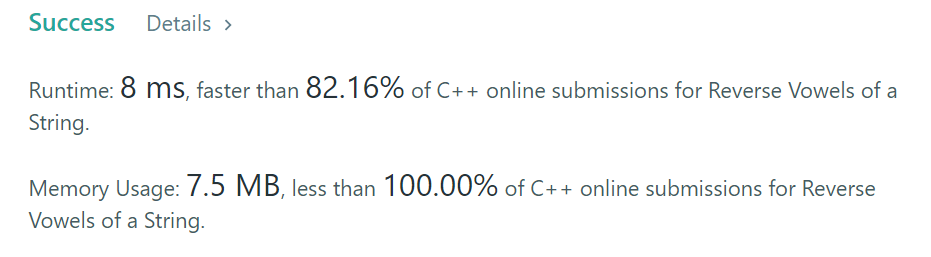 Success Details >
Runtime: 8 ms, faster than 82.16% of C++ online submissions for Reverse Vowels of a
String.
Memory Usage: 7.5 MB, less than 100.00% of C++ online submissions for Reverse
Vowels of a String.